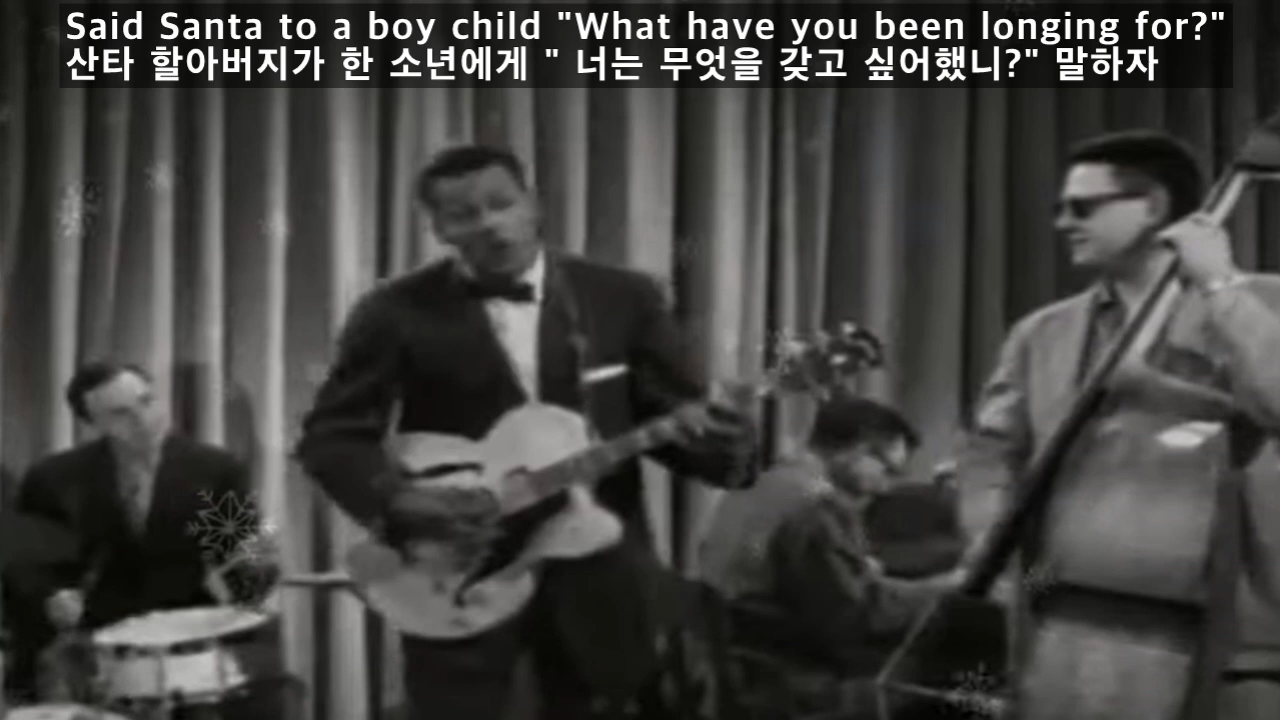 Said Santa to a boy child "What have you been longing for?"
산타 할아버지가 한 소년에게 " 너는 무엇을 갖고 싶어했니?" 말하자